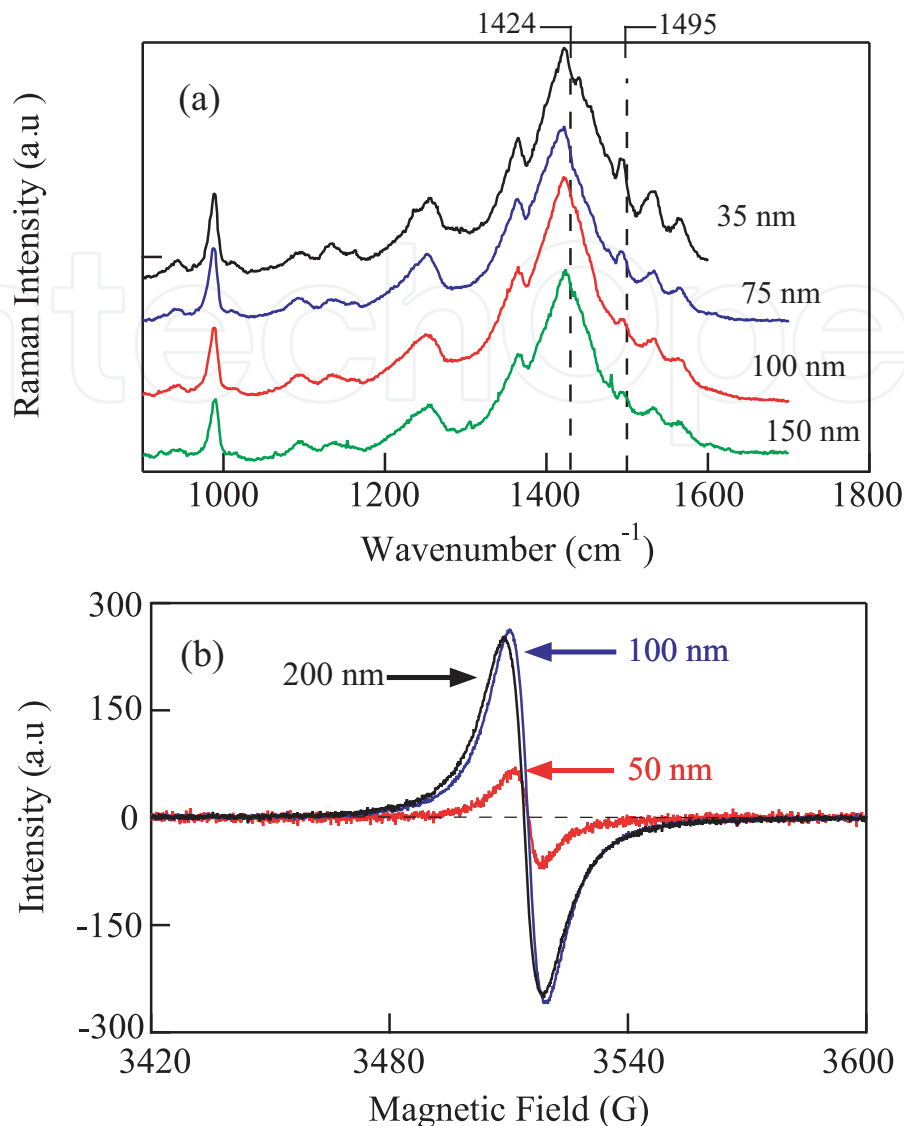 1424 1495
(a)
Raman Intensity (a.u )
35 nm
75 nm
100 nm
150 nm
1000 1200 1400 1600 1800
Wavenumber (cm⁻¹)
ntechope
300
150
0
-150
-300
(b)
200 nm
100 nm
50 nm
Intensity (a.u )
3420 3480 3540 3600
Magnetic Field (G)